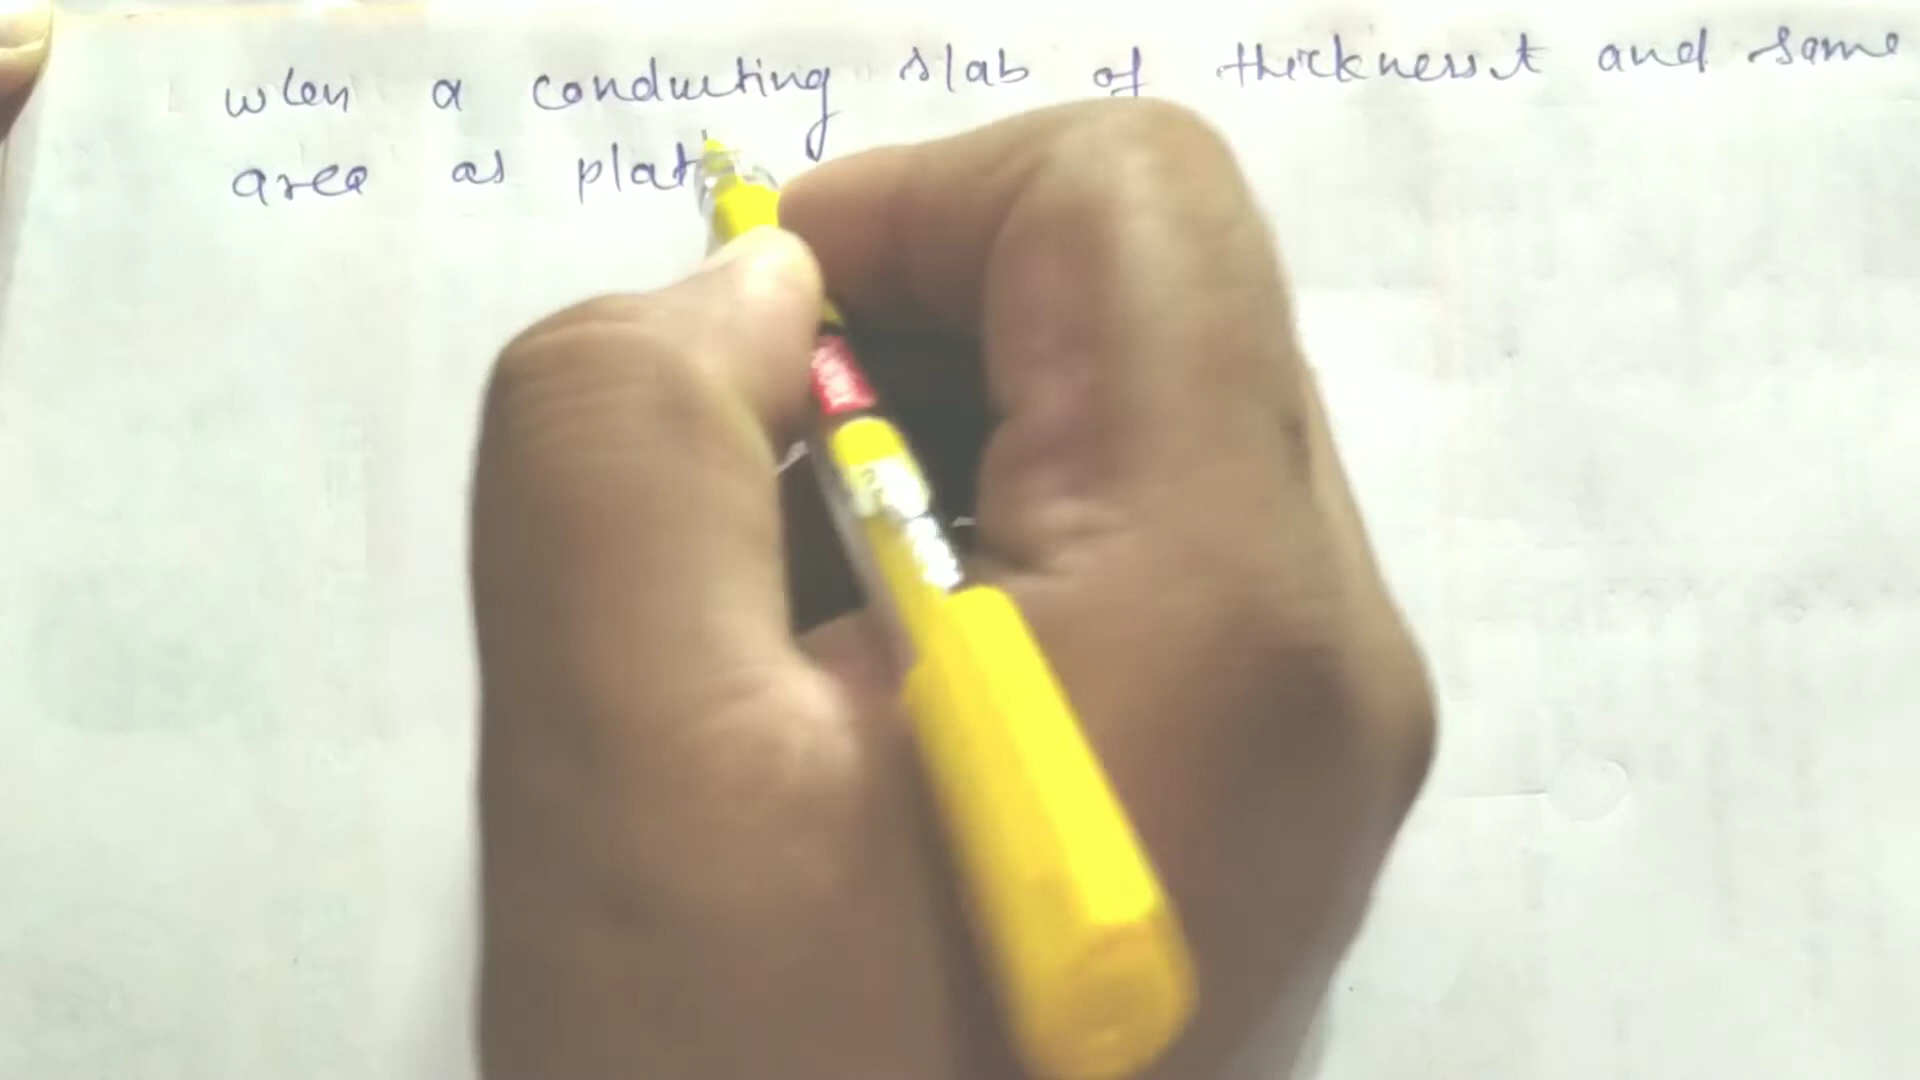 when a conducting slab of thickness t and same
area as plat